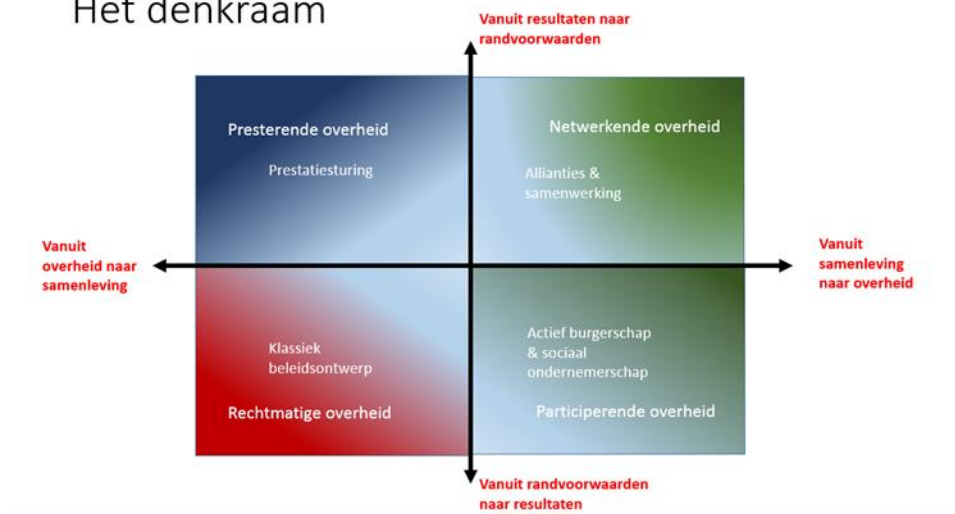 Het denkraam
Vanuit resultaten naar
randvoorwaarden
Presterende overheid
Prestatiesturing
Netwerkende overheid
Allianties &
samenwerking
Vanuit
overheid naar
samenleving
Vanuit
samenleving
naar overheid
Klassiek
beleidsontwerp
Rechtmatige overheid
Actief burgerschap
& sociaal
ondernemerschap
Participerende overheid
Vanuit randvoorwaarden
naar resultaten